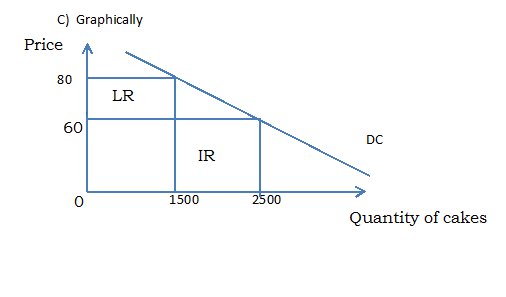 C) Graphically
Price
80
LR
60
DC
IR
0
1500
2500
Quantity of cakes